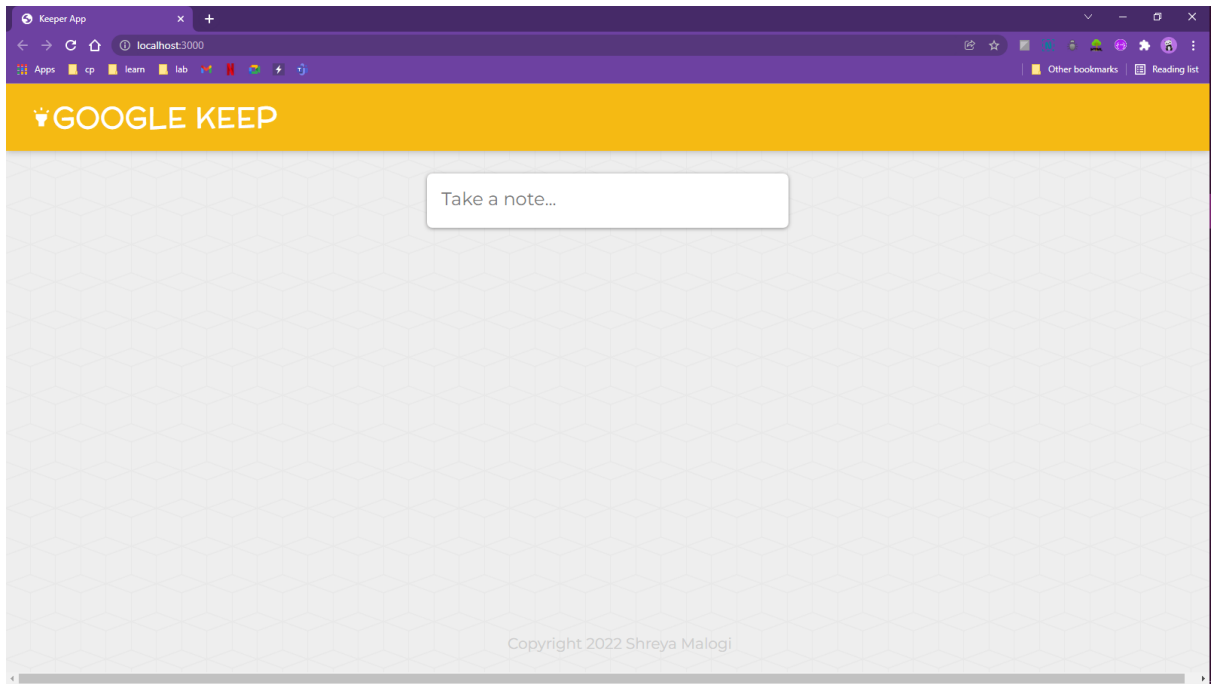 Keeper App
localhost:3000
Apps cp learn lab Other bookmarks Reading list
GOOGLE KEEP
Take a note...
Copyright 2022 Shreya Malogi